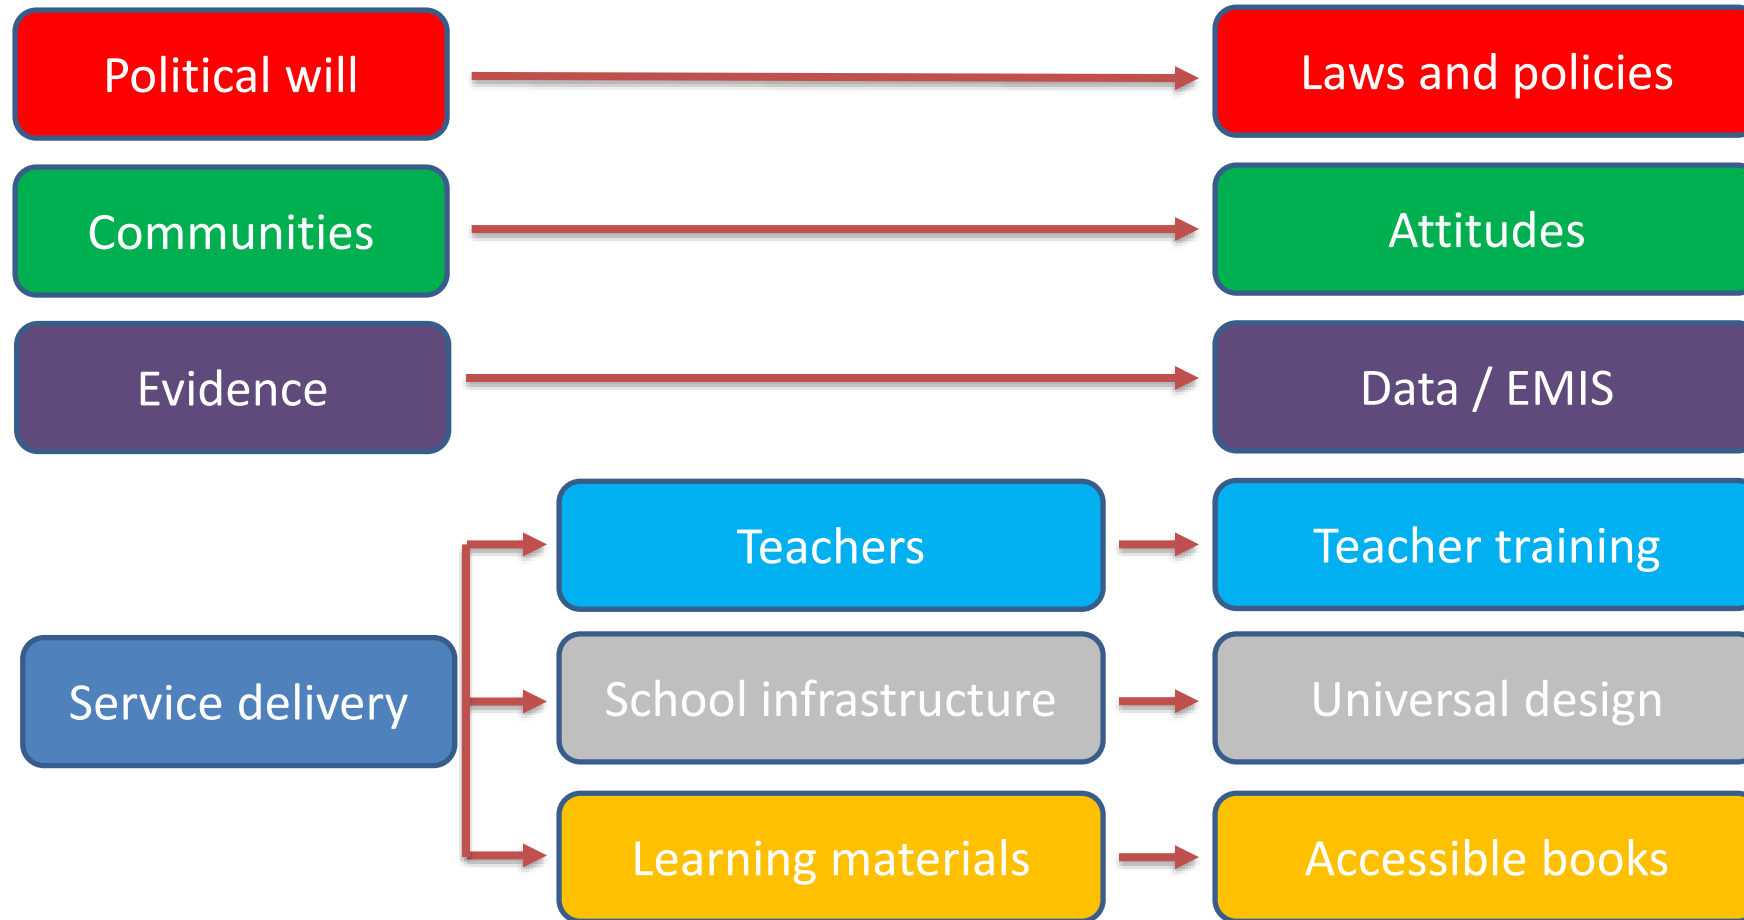 Political will
Laws and policies
Communities
Attitudes
Evidence
Data / EMIS
Teachers
Teacher training
Service delivery
School infrastructure
Universal design
Learning materials
Accessible books